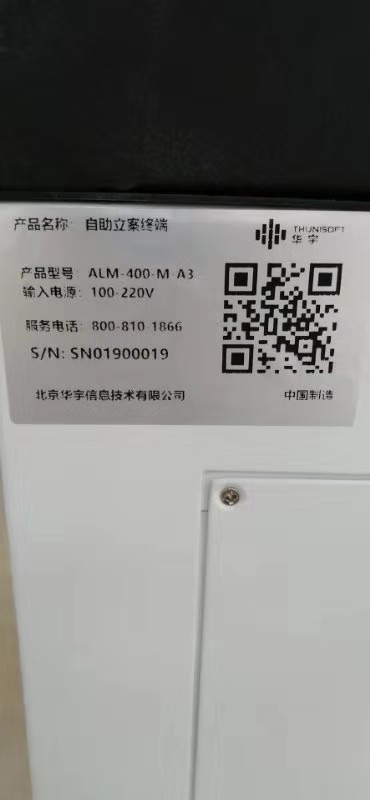 产品名称: 自助立案终端
THUNISOFT
华宇
产品型号: ALM-400-M-A3
输入电源: 100-220V
服务电话: 800-810-1866
S/N: SN01900019
北京华宇信息技术有限公司
中国制造